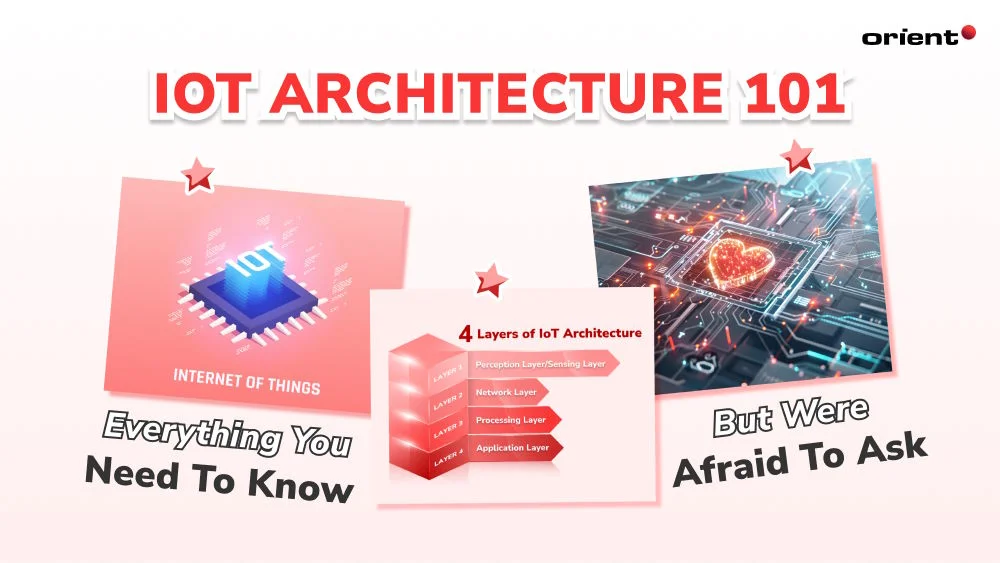 orient
IOT ARCHITECTURE 101
IOT
INTERNET OF THINGS
4 Layers of IoT Architecture
LAYER 1 Perception Layer/Sensing Layer
LAYER 2 Network Layer
LAYER 3 Processing Layer
LAYER 4 Application Layer
Everything You
Need To Know
But Were
Afraid To Ask